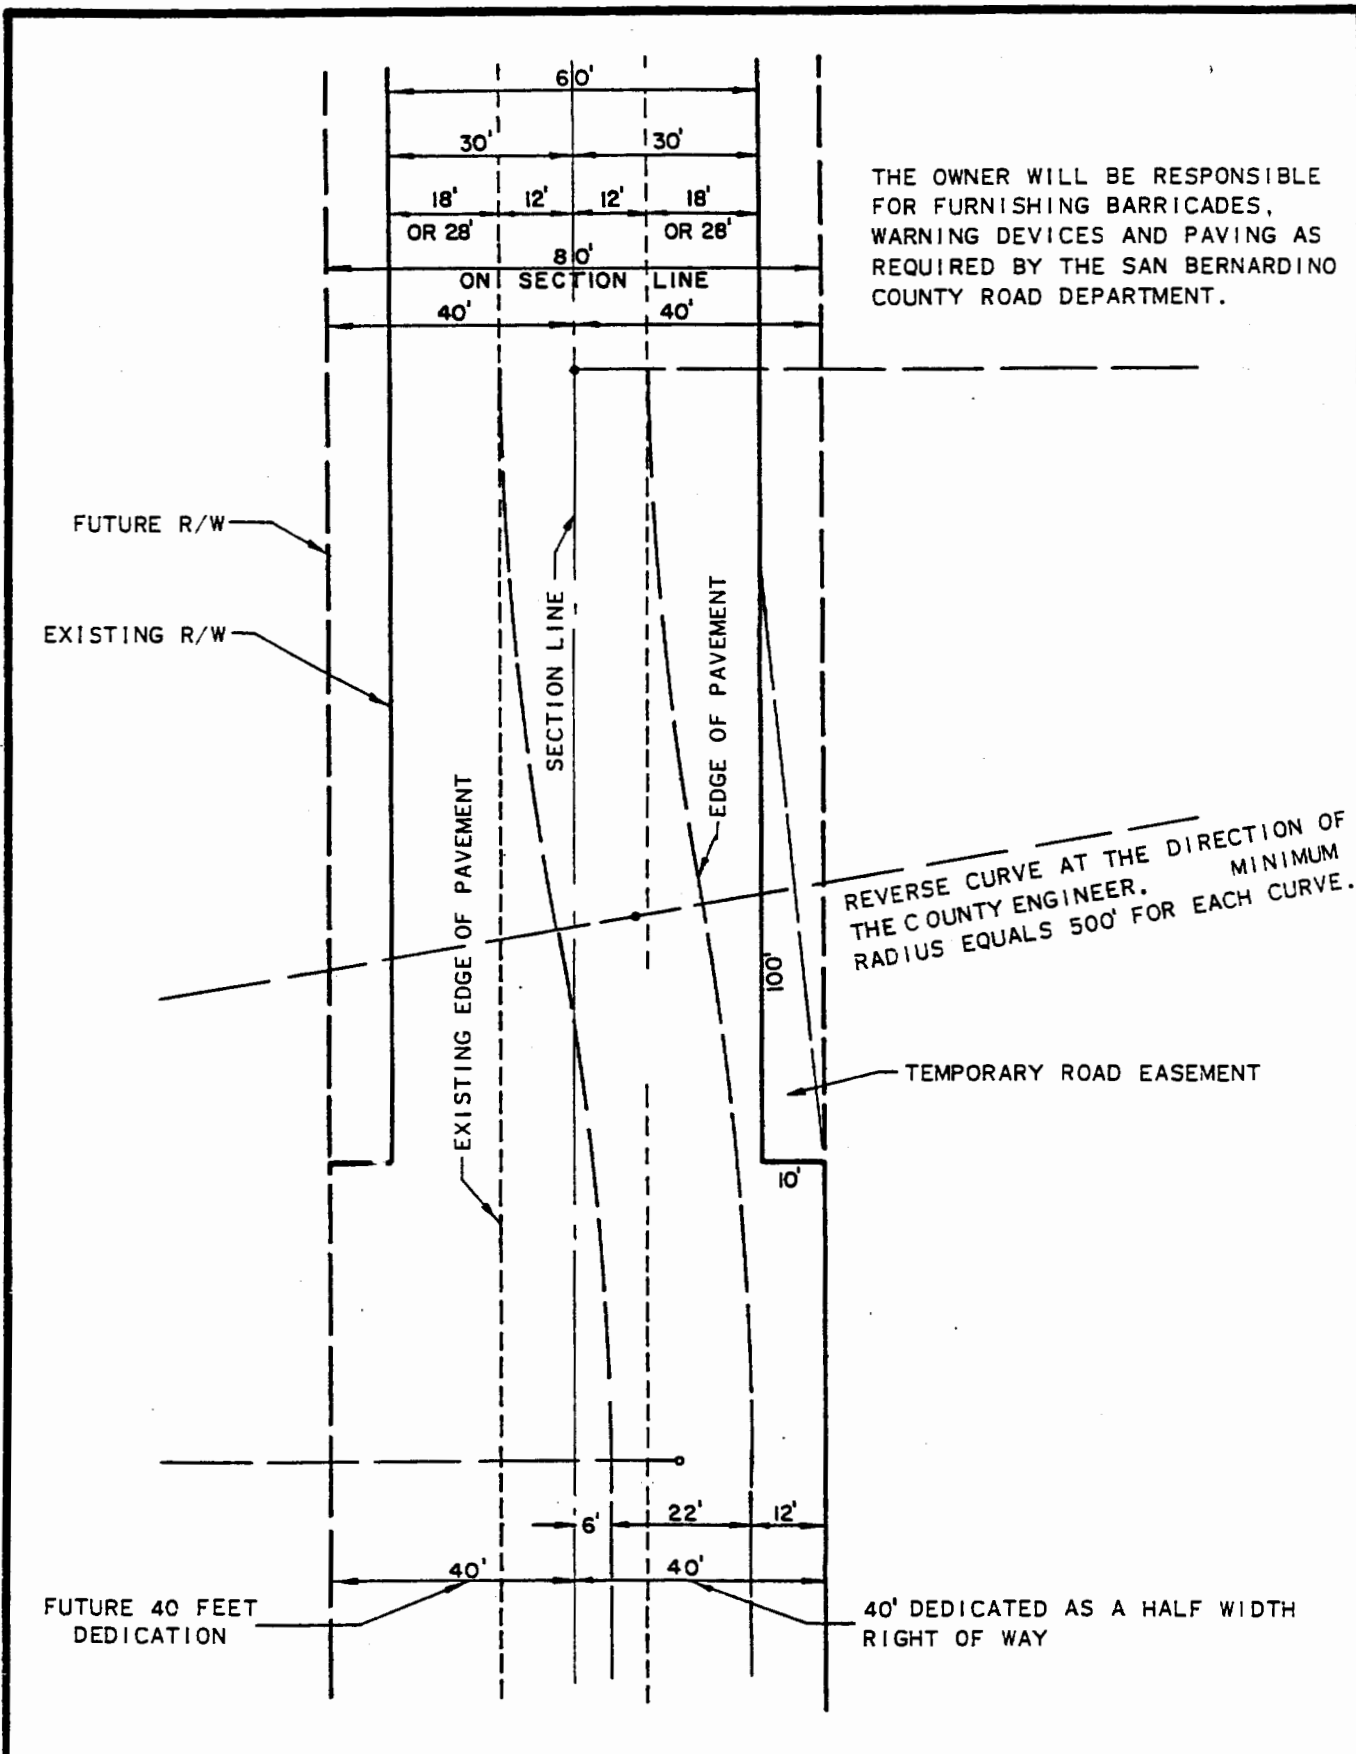 60'
30' 30'
18' 12' 12' 18'
OR 28' OR 28'
80'
ON SECTION LINE
40' 40'
THE OWNER WILL BE RESPONSIBLE
FOR FURNISHING BARRICADES,
WARNING DEVICES AND PAVING AS
REQUIRED BY THE SAN BERNARDINO
COUNTY ROAD DEPARTMENT.
FUTURE R/W
EXISTING R/W
SECTION LINE
EDGE OF PAVEMENT
EXISTING EDGE OF PAVEMENT
REVERSE CURVE AT THE DIRECTION OF
THE COUNTY ENGINEER. MINIMUM
RADIUS EQUALS 500' FOR EACH CURVE.
100'
TEMPORARY ROAD EASEMENT
10'
6' 22' 12'
40' 40'
FUTURE 40 FEET
DEDICATION
40' DEDICATED AS A HALF WIDTH
RIGHT OF WAY